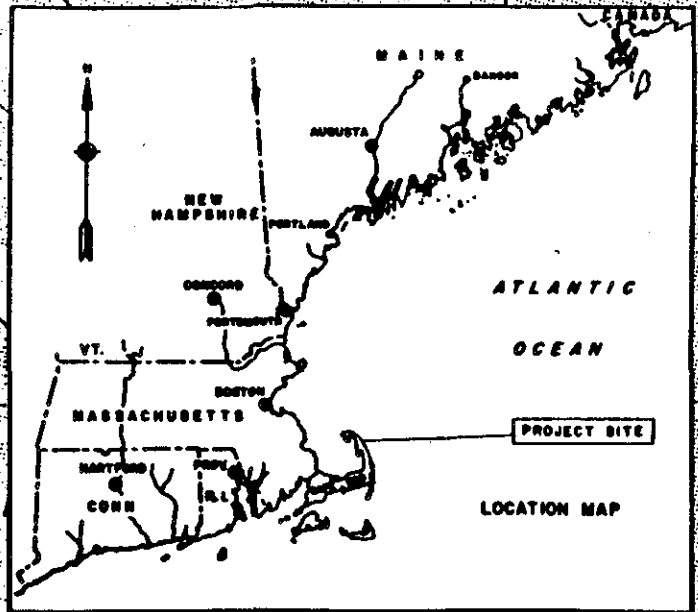 CANADA
N
MAINE
BANGOR
AUGUSTA
NEW
HAMPSHIRE
PORTLAND
CONCORD
ATLANTIC
PORTSMOUTH
OCEAN
VT.
BOSTON
MASSACHUSETTS
PROJECT SITE
HARTFORD
PROV.
CONN
R.I.
LOCATION MAP